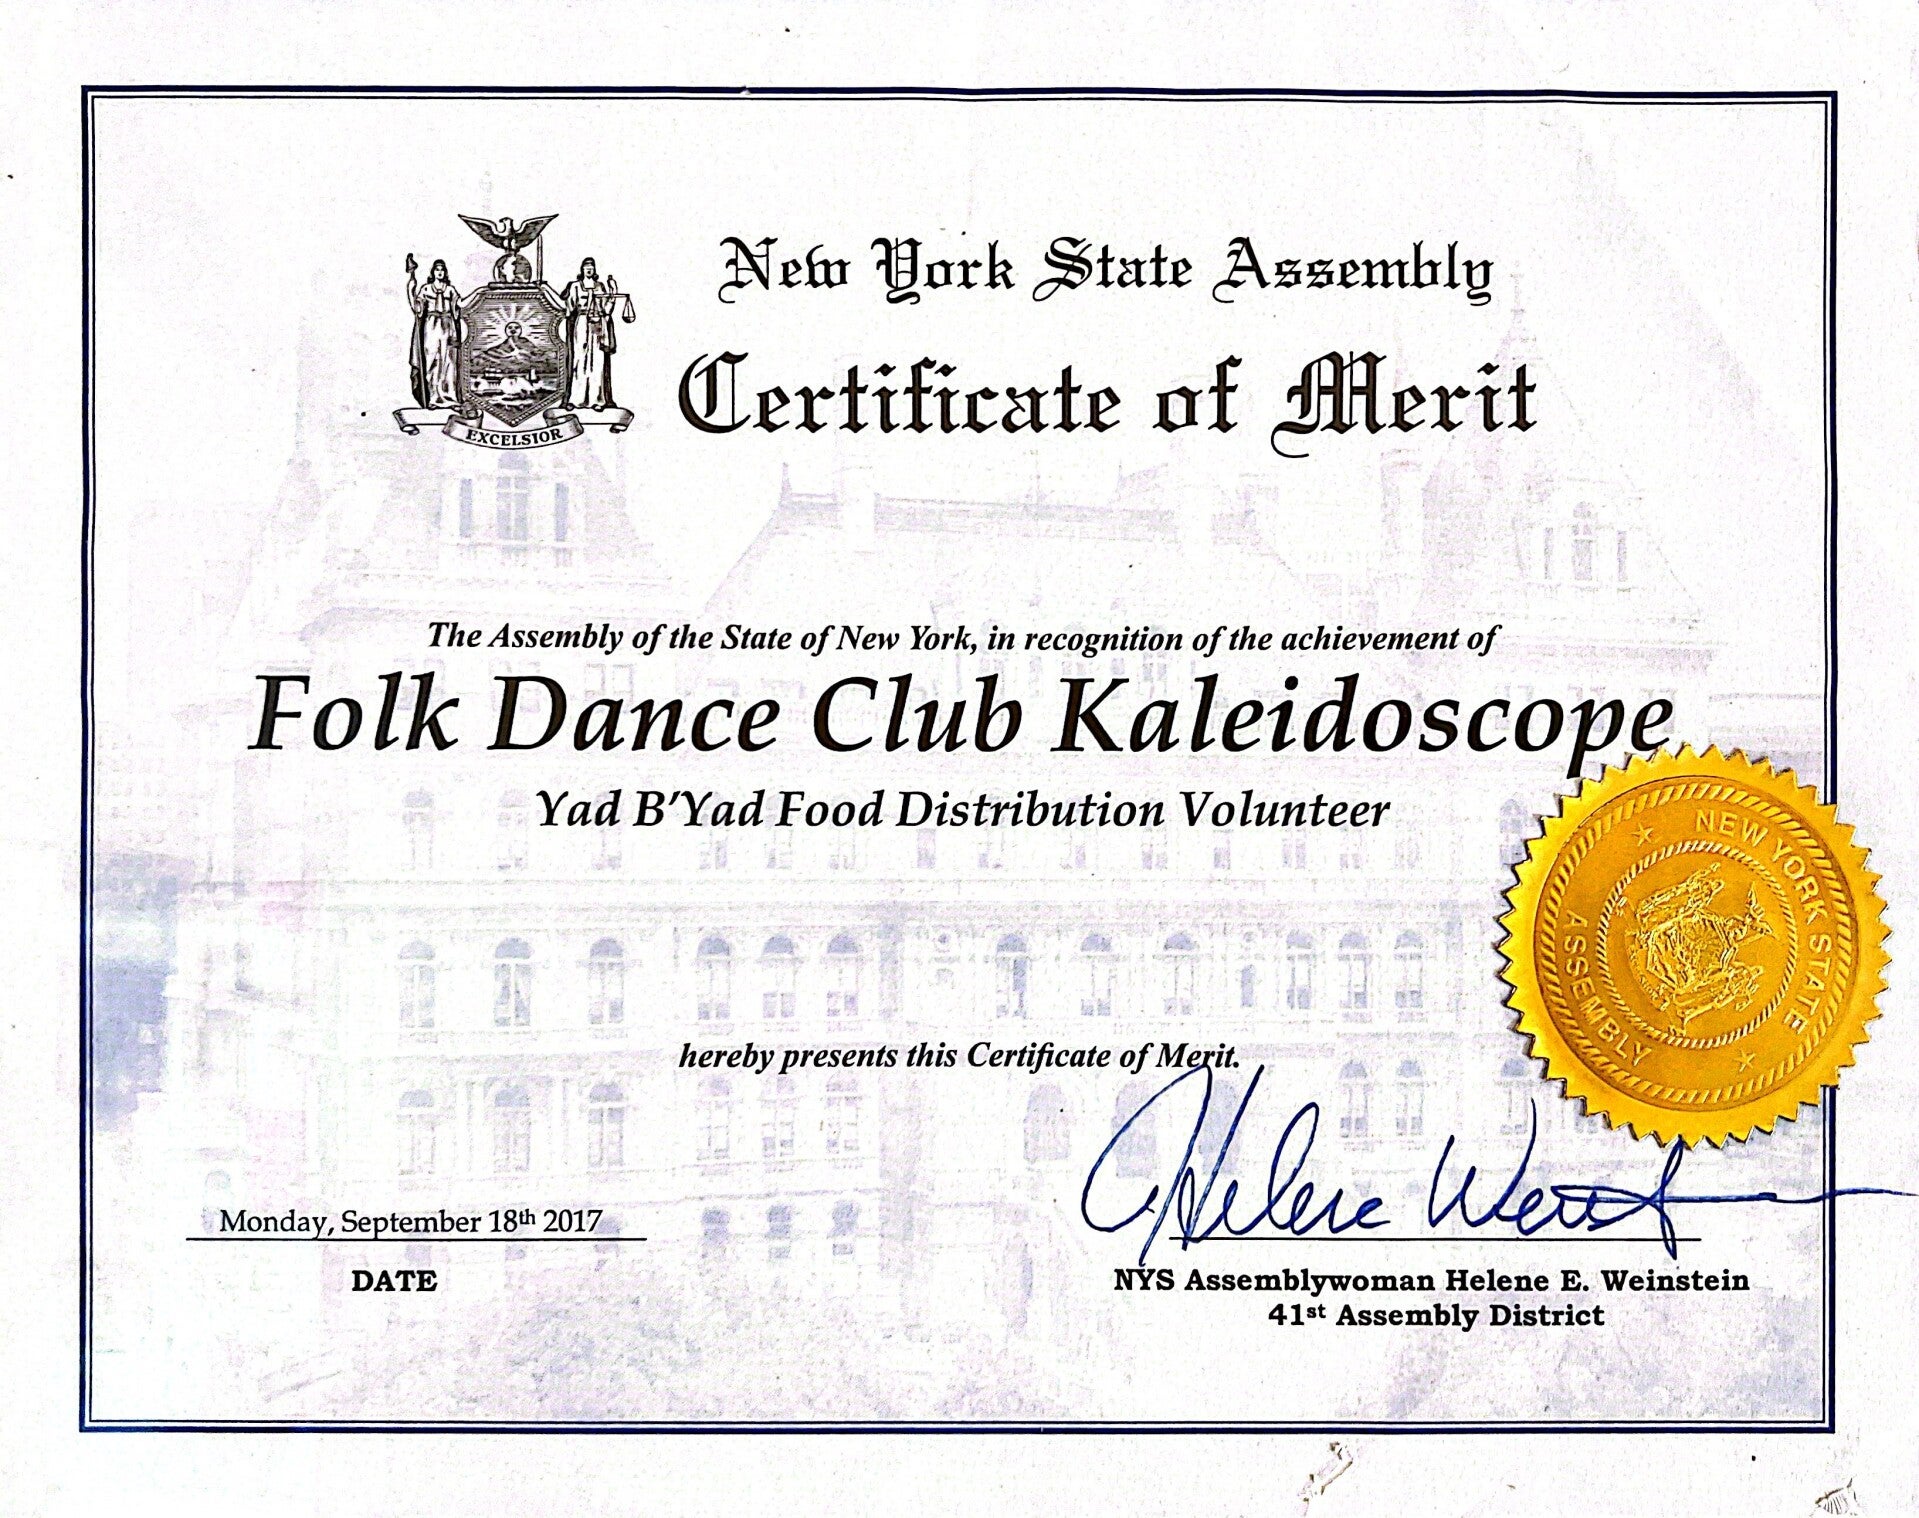 New York State Assembly
Certificate of Merit
EXCELSIOR
The Assembly of the State of New York, in recognition of the achievement of
Folk Dance Club Kaleidoscope
Yad B'Yad Food Distribution Volunteer
NEW YORK STATE
ASSEMBLY
hereby presents this Certificate of Merit.
Helene Weinst
Monday, September 18th 2017
DATE
NYS Assemblywoman Helene E. Weinstein
41st Assembly District